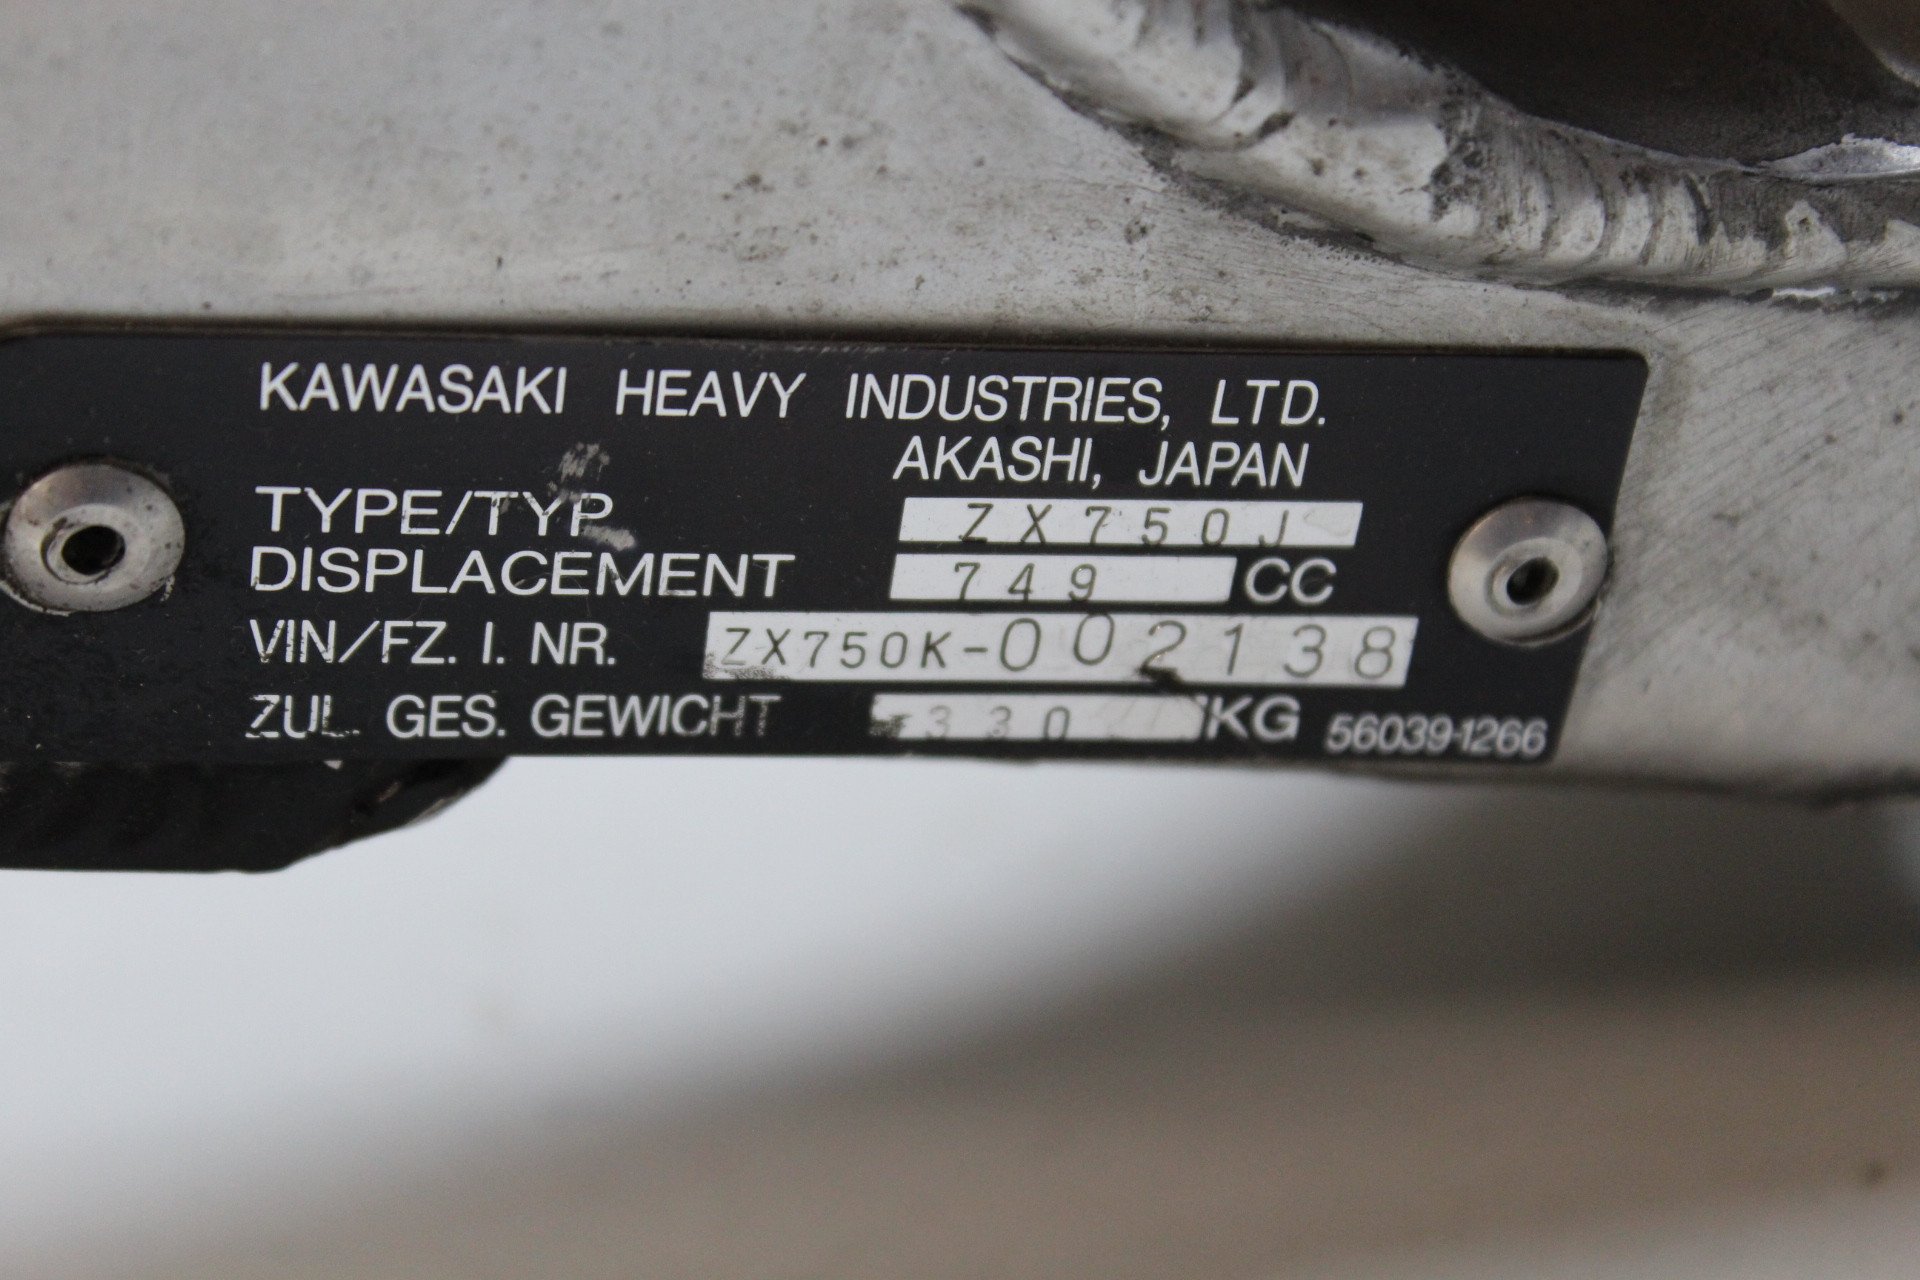 KAWASAKI HEAVY INDUSTRIES, LTD.
AKASHI, JAPAN
TYPE/TYP ZX750J
DISPLACEMENT 749 CC
VIN/FZ. I. NR. ZX750K-002138
ZUL. GES. GEWICHT 330 KG 56039-1266